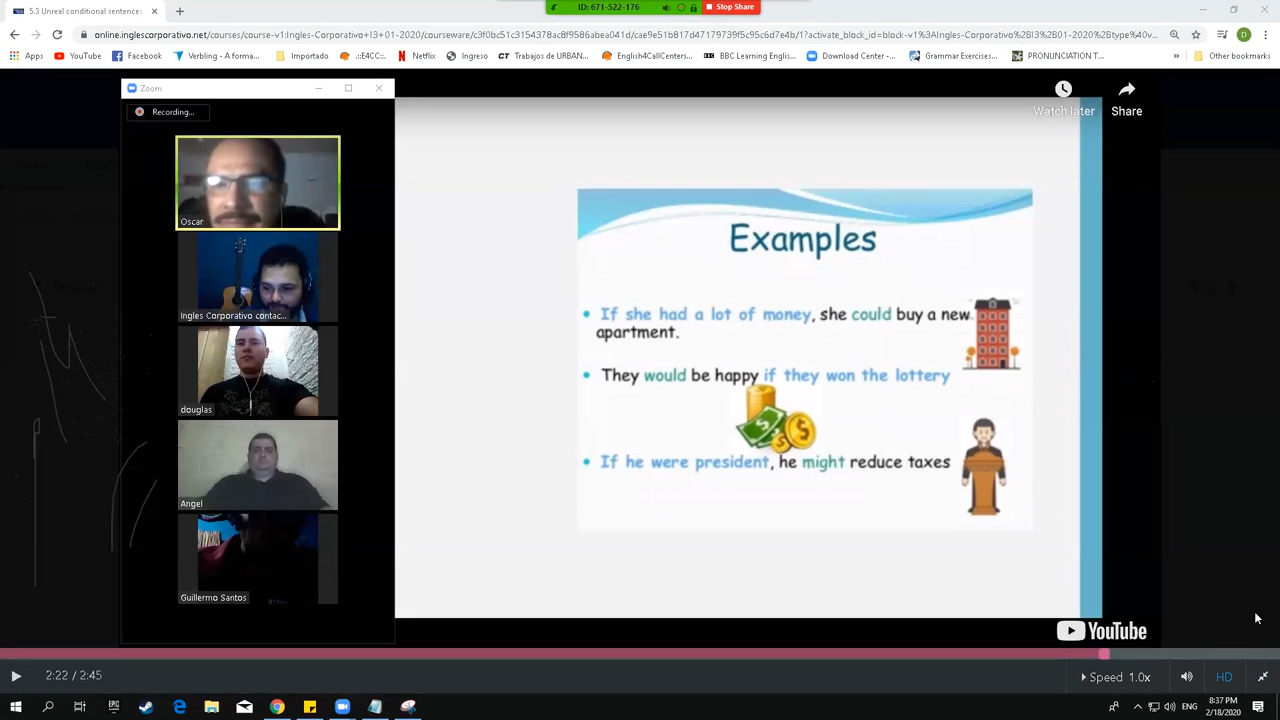 5.3 Unreal conditional sentence:
ID: 671-522-176
Stop Share
online.inglescorporativo.net/courses/course-v1:Ingles-Corporativo+I3+01-2020/courseware/c3f0bc51c3154378ac8f9586abea041d/cae9e51b817d47179739f5c95cd7e4b/1?activate_block_id=block-v1%3AIngles-Corporativo%2BI3%2B01-2020%2Btype%40v...
Apps
YouTube
Facebook
Verbling - A forma...
Importado
.::E4CC::.
Netflix
Ingreso
CT Trabajos de URBAN...
English4CallCenters...
BBC Learning Engli...
Download Center -...
Grammar Exercises...
PRONUNCIATION T...
»
Other bookmarks
Zoom
Recording...
Watch later
Share
Oscar
Ingles Corporativo contac...
douglas
Angel
Guillermo Santos
Examples
• If she had a lot of money, she could buy a new
apartment.
• They would be happy if they won the lottery
• If he were president, he might reduce taxes
YouTube
2:22 / 2:45
Speed 1.0x
HD
EPIC
ENG
8:37 PM
2/18/2020